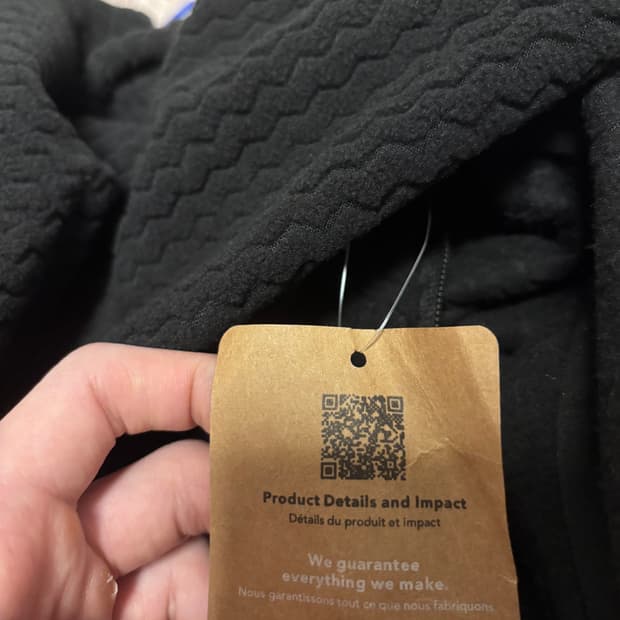 Product Details and Impact
Détails du produit et impact
We guarantee
everything we make.
Nous garantissons tout ce que nous fabriquons.